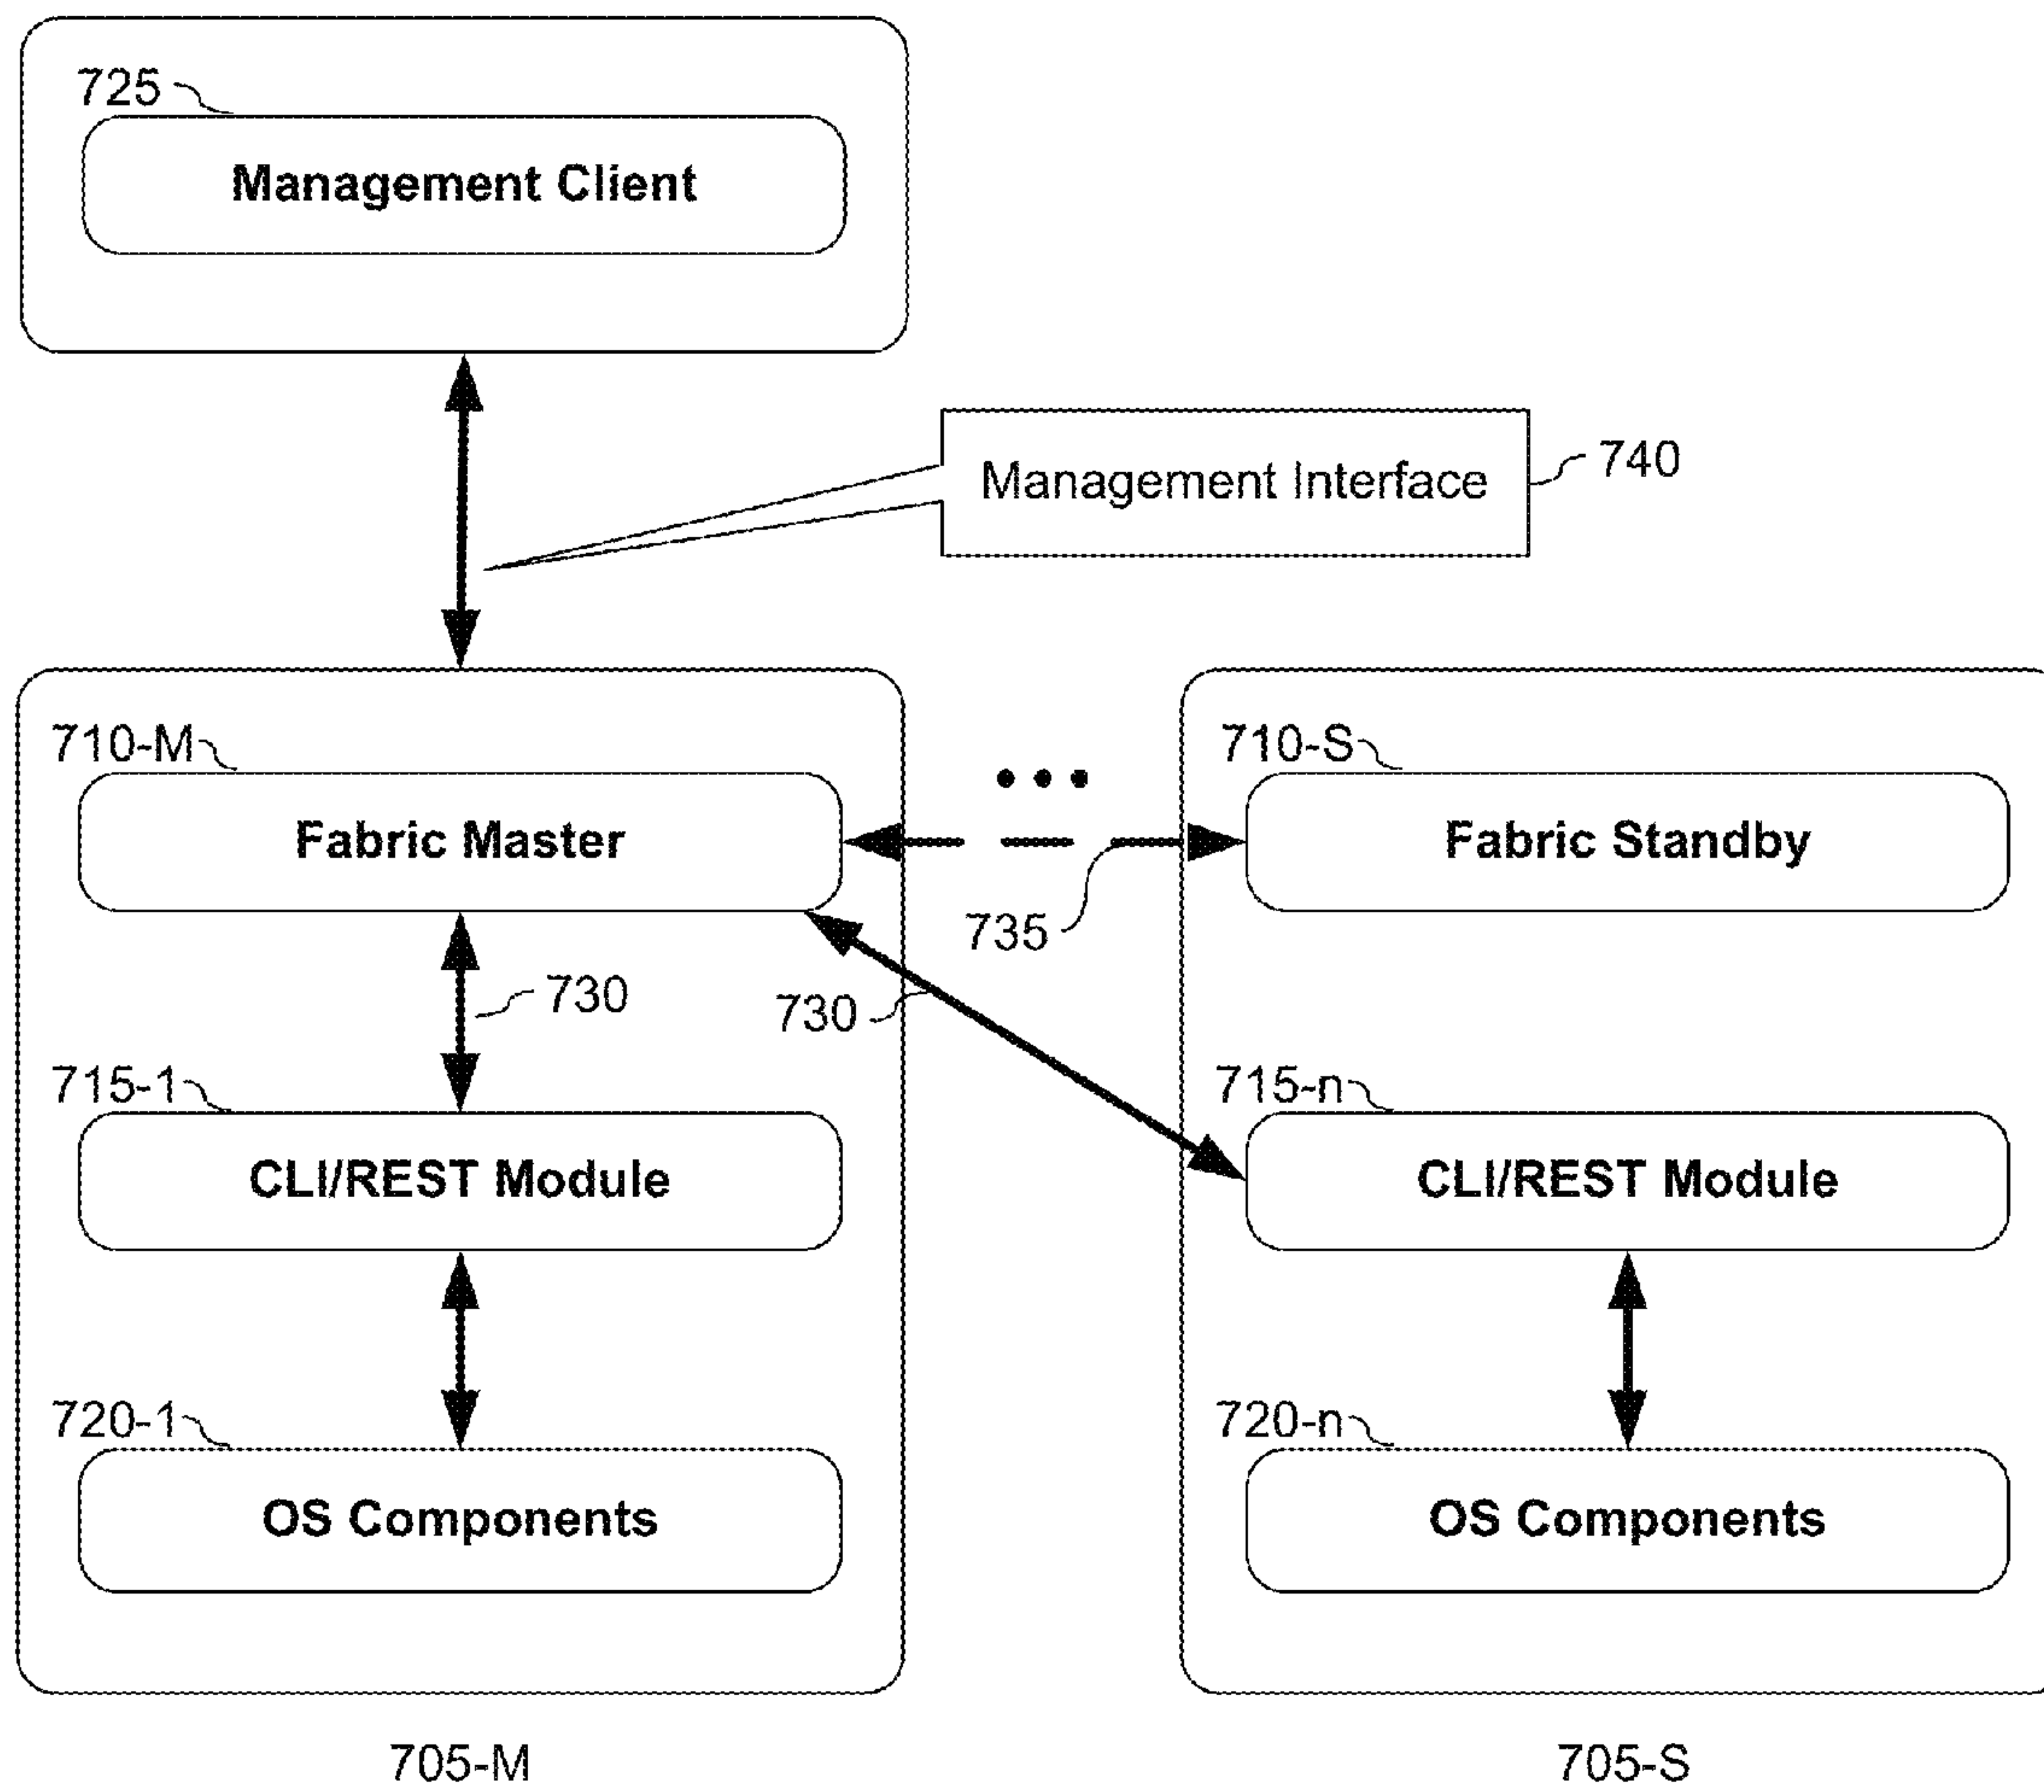 725
Management Client
Management Interface
740
710-M
Fabric Master
710-S
Fabric Standby
735
730
730
715-1
CLI/REST Module
715-n
CLI/REST Module
720-1
OS Components
720-n
OS Components
705-M
705-S